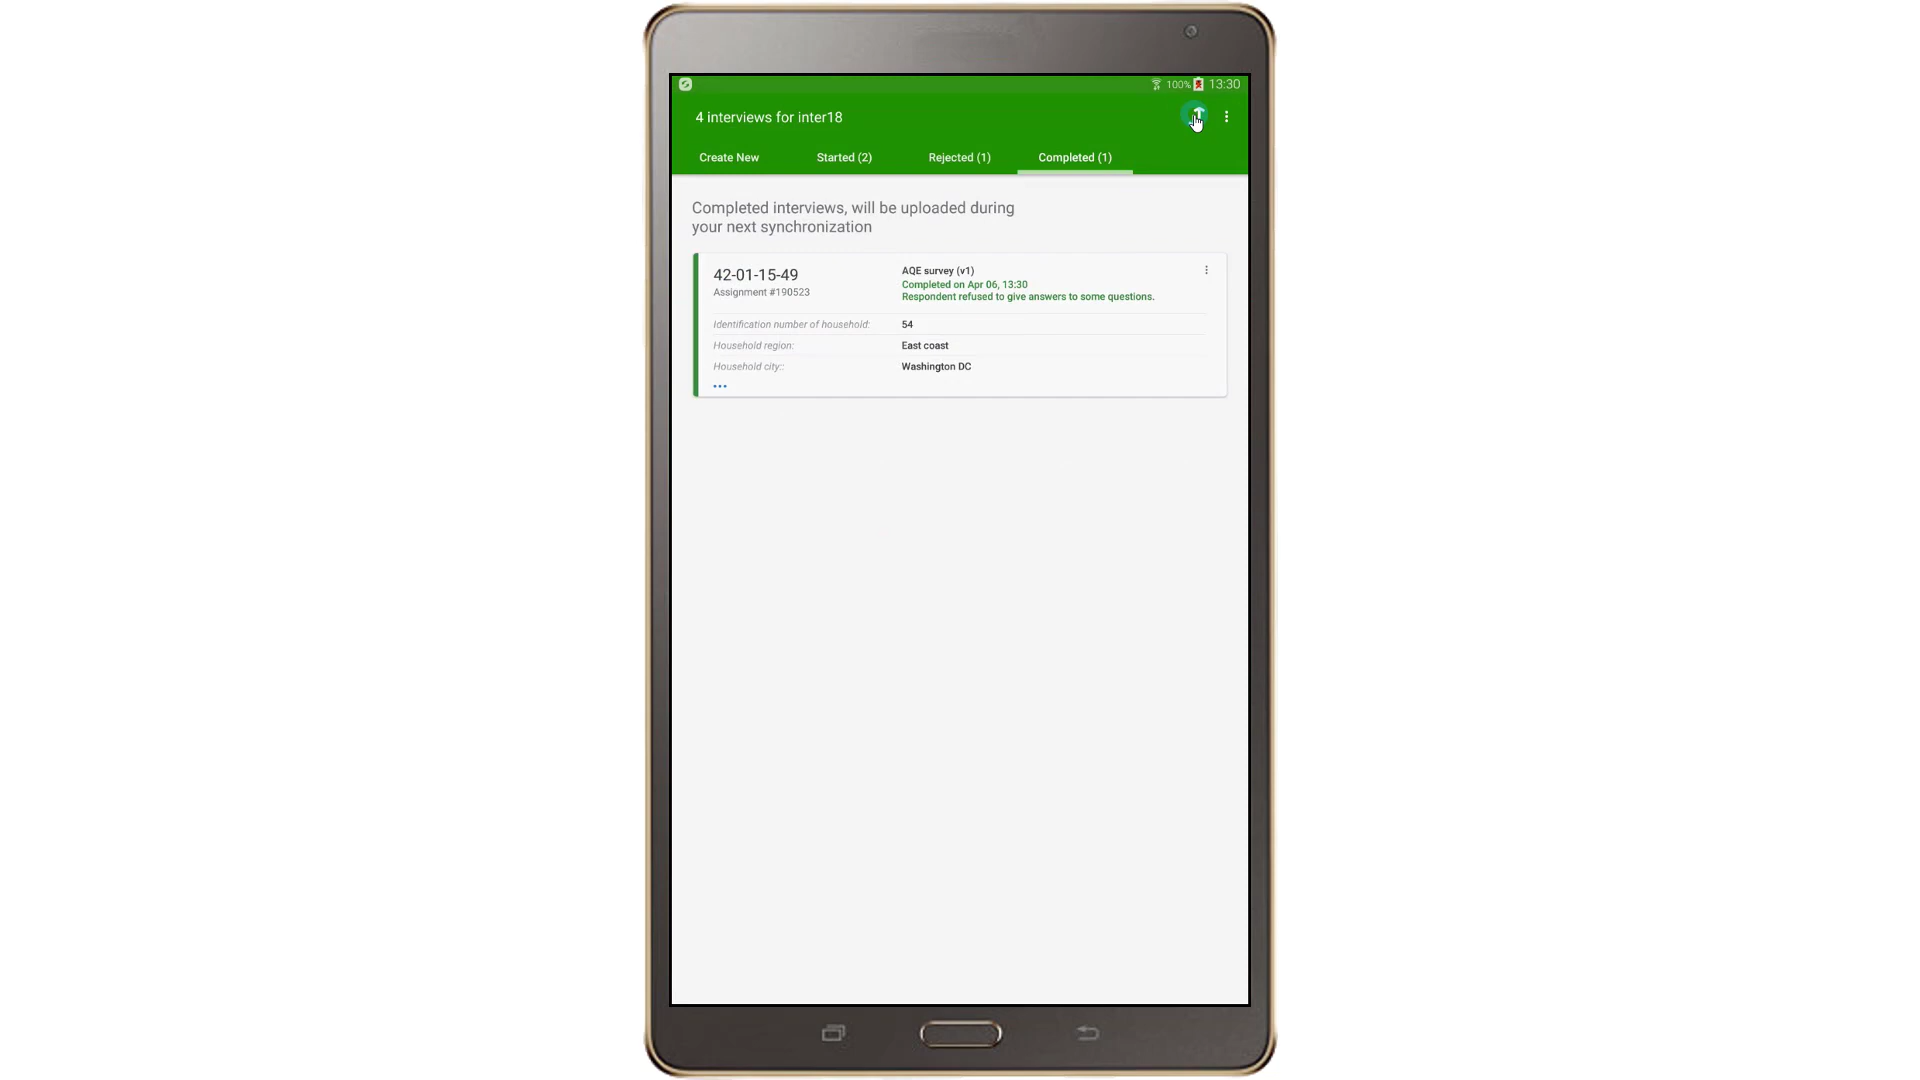 100% 13:30
4 interviews for inter18
Create New Started (2) Rejected (1) Completed (1)
Completed interviews, will be uploaded during
your next synchronization
42-01-15-49
Assignment #190523
AQE survey (v1)
Completed on Apr 06, 13:30
Respondent refused to give answers to some questions.
Identification number of household: 54
Household region: East coast
Household city:: Washington DC